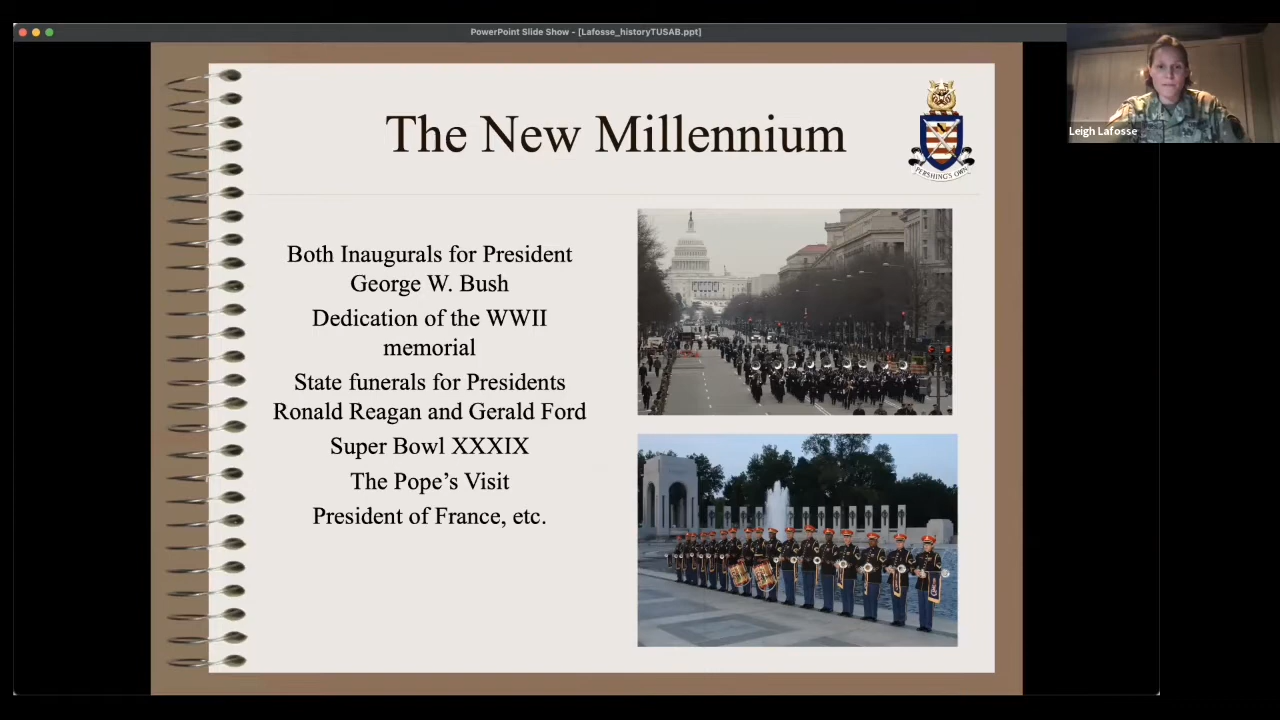 PowerPoint Slide Show - [Lafosse_historyTUSAB.ppt]
Leigh Lafosse
The New Millennium
PERSHING'S OWN
Both Inaugurals for President
George W. Bush
Dedication of the WWII
memorial
State funerals for Presidents
Ronald Reagan and Gerald Ford
Super Bowl XXXIX
The Pope’s Visit
President of France, etc.